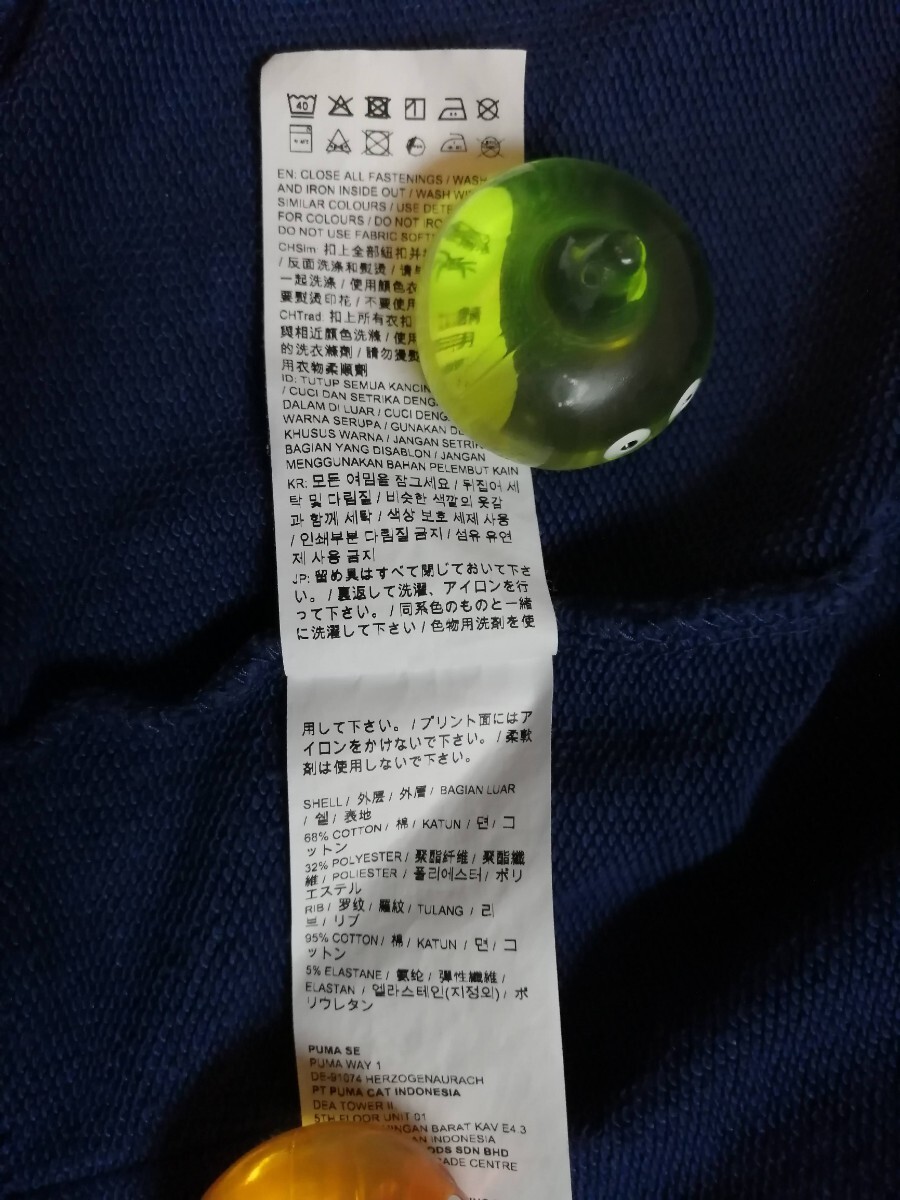 40
EN: CLOSE ALL FASTENINGS / WASH
AND IRON INSIDE OUT / WASH
SIMILAR COLOURS / USE
FOR COLOURS / DO NOT
DO NOT USE FABRIC
CHSim 扣上全部纽扣并
/ 反面洗涤和熨烫 /
一起洗涤 / 使用颜色衣
要熨烫印花 / 不要使用
CHTrad. 扣上所有衣扣
與相近顏色洗滌 / 使用
的洗衣滌劑 / 請勿燙熨
用衣物柔順劑
ID: TUTUP SEMUA
/ CUCI DAN SETRIKA
DALAM DI LUAR / CUCI
WARNA SERUPA / GUNAKAN
KHUSUS WARNA / JANGAN
BAGIAN YANG DISABLON / JANGAN
MENGGUNAKAN BAHAN PELEMBUT KAIN
KR: 모든 여밈을 잠그세요 / 뒤집어 세
탁 및 다림질 / 비슷한 색깔의 옷감
과 함께 세탁 / 색상 보호 세제 사용
/ 인쇄부분 다림질 금지 / 섬유 유연
제 사용 금지
JP: 留め具はすべて閉じておいて下さ
い。 / 裏返して洗濯、アイロンを行
って下さい。 / 同系色のものと一緒
に洗濯して下さい / 色物用洗剤を使
用して下さい。 / プリント面にはア
イロンをかけないで下さい。 / 柔軟
剤は使用しないで下さい。
SHELL / 外层 / 外層 / BAGIAN LUAR
/ 쉘 / 表地
68% COTTON / 棉 / KATUN / 면 / コ
ットン
32% POLYESTER / 聚酯纤维 / 聚酯纖
維 / POLIESTER / 폴리에스터 / ポリ
エステル
RIB / 罗纹 / 羅紋 / TULANG / 리
브 / リブ
95% COTTON / 棉 / KATUN / 면 / コ
ットン
5% ELASTANE / 氨纶 / 彈性纖維 /
ELASTAN / 엘라스테인(지정외) / ポ
リウレタン
PUMA SE
PUMA WAY 1
DE-91074 HERZOGENAURACH
PT PUMA CAT INDONESIA
DEA TOWER II
5TH FLOOR UNIT 01
BARAT KAV E4.3
INDONESIA
SDN BHD
CENTRE